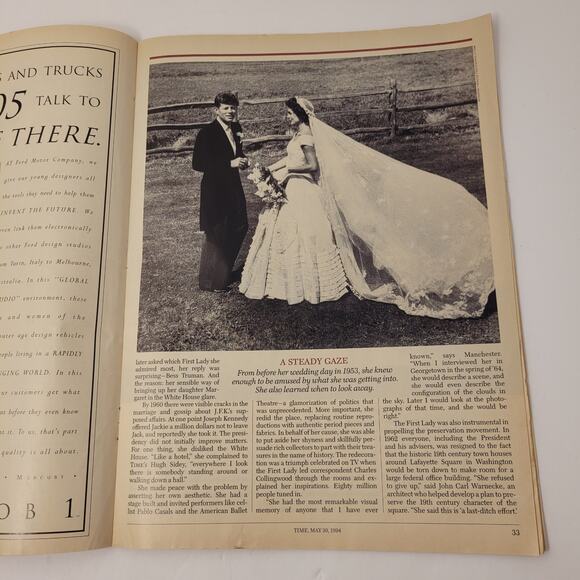 S AND TRUCKS
05 TALK TO
THERE.
At Ford Motor Company, we
give our young designers all
the tools they need to help them
INVENT THE FUTURE. We
even link them electronically
other Ford design studios
from Turin, Italy to Melbourne,
Australia. In this "GLOBAL
STUDIO" environment, these
and women of the
computer age design vehicles
people living in a RAPIDLY
CHANGING WORLD. In this
our customers get what
want before they even know
want it. To us, that's part
quality is all about.
• MERCURY •
O B 1
later asked which First Lady she
admired most, her reply was
surprising—Bess Truman. And
the reason: her sensible way of
bringing up her daughter Mar-
garet in the White House glare.
By 1960 there were visible cracks in the
marriage and gossip about J.F.K.'s sup-
posed affairs. At one point Joseph Kennedy
offered Jackie a million dollars not to leave
Jack, and reportedly she took it. The presi-
dency did not initially improve matters.
For one thing, she disliked the White
House. "Like a hotel," she complained to
TIME's Hugh Sidey, "everywhere I look
there is somebody standing around or
walking down a hall."
She made peace with the problem by
asserting her own aesthetic. She had a
stage built and invited performers like cel-
list Pablo Casals and the American Ballet
A STEADY GAZE
From before her wedding day in 1953, she knew
enough to be amused by what she was getting into.
She also learned when to look away.
Theatre—a glamorization of politics that
was unprecedented. More important, she
redid the place, replacing routine repro-
ductions with authentic period pieces and
fabrics. In behalf of her cause, she was able
to put aside her shyness and skillfully per-
suade rich collectors to part with their trea-
sures in the name of history. The redecora-
tion was a triumph celebrated on TV when
the First Lady led correspondent Charles
Collingwood through the rooms and ex-
plained her inspirations. Eighty million
people tuned in.
"She had the most remarkable visual
memory of anyone that I have ever
known," says Manchester.
"When I interviewed her in
Georgetown in the spring of '64,
she would describe a scene, and
she would even describe the
configuration of the clouds in
the sky. Later I would look at the photo-
graphs of that time, and she would be
right."
The First Lady was also instrumental in
propelling the preservation movement. In
1962 everyone, including the President
and his advisers, was resigned to the fact
that the historic 19th century town houses
around Lafayette Square in Washington
would be torn down to make room for a
large federal office building. "She refused
to give up," said John Carl Warnecke, an
architect who helped develop a plan to pre-
serve the 19th century character of the
square. "She said this is 'a last-ditch effort.'
TIME, MAY 30, 1994
33